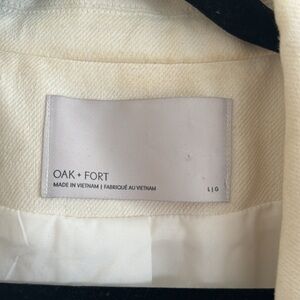 OAK + FORT
MADE IN VIETNAM | FABRIQUÉ AU VIETNAM
L | G